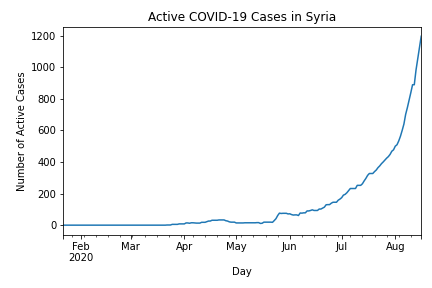 Active COVID-19 Cases in Syria
1200
1000
800
600
400
200
0
Number of Active Cases
Feb Mar Apr May Jun Jul Aug
2020
Day